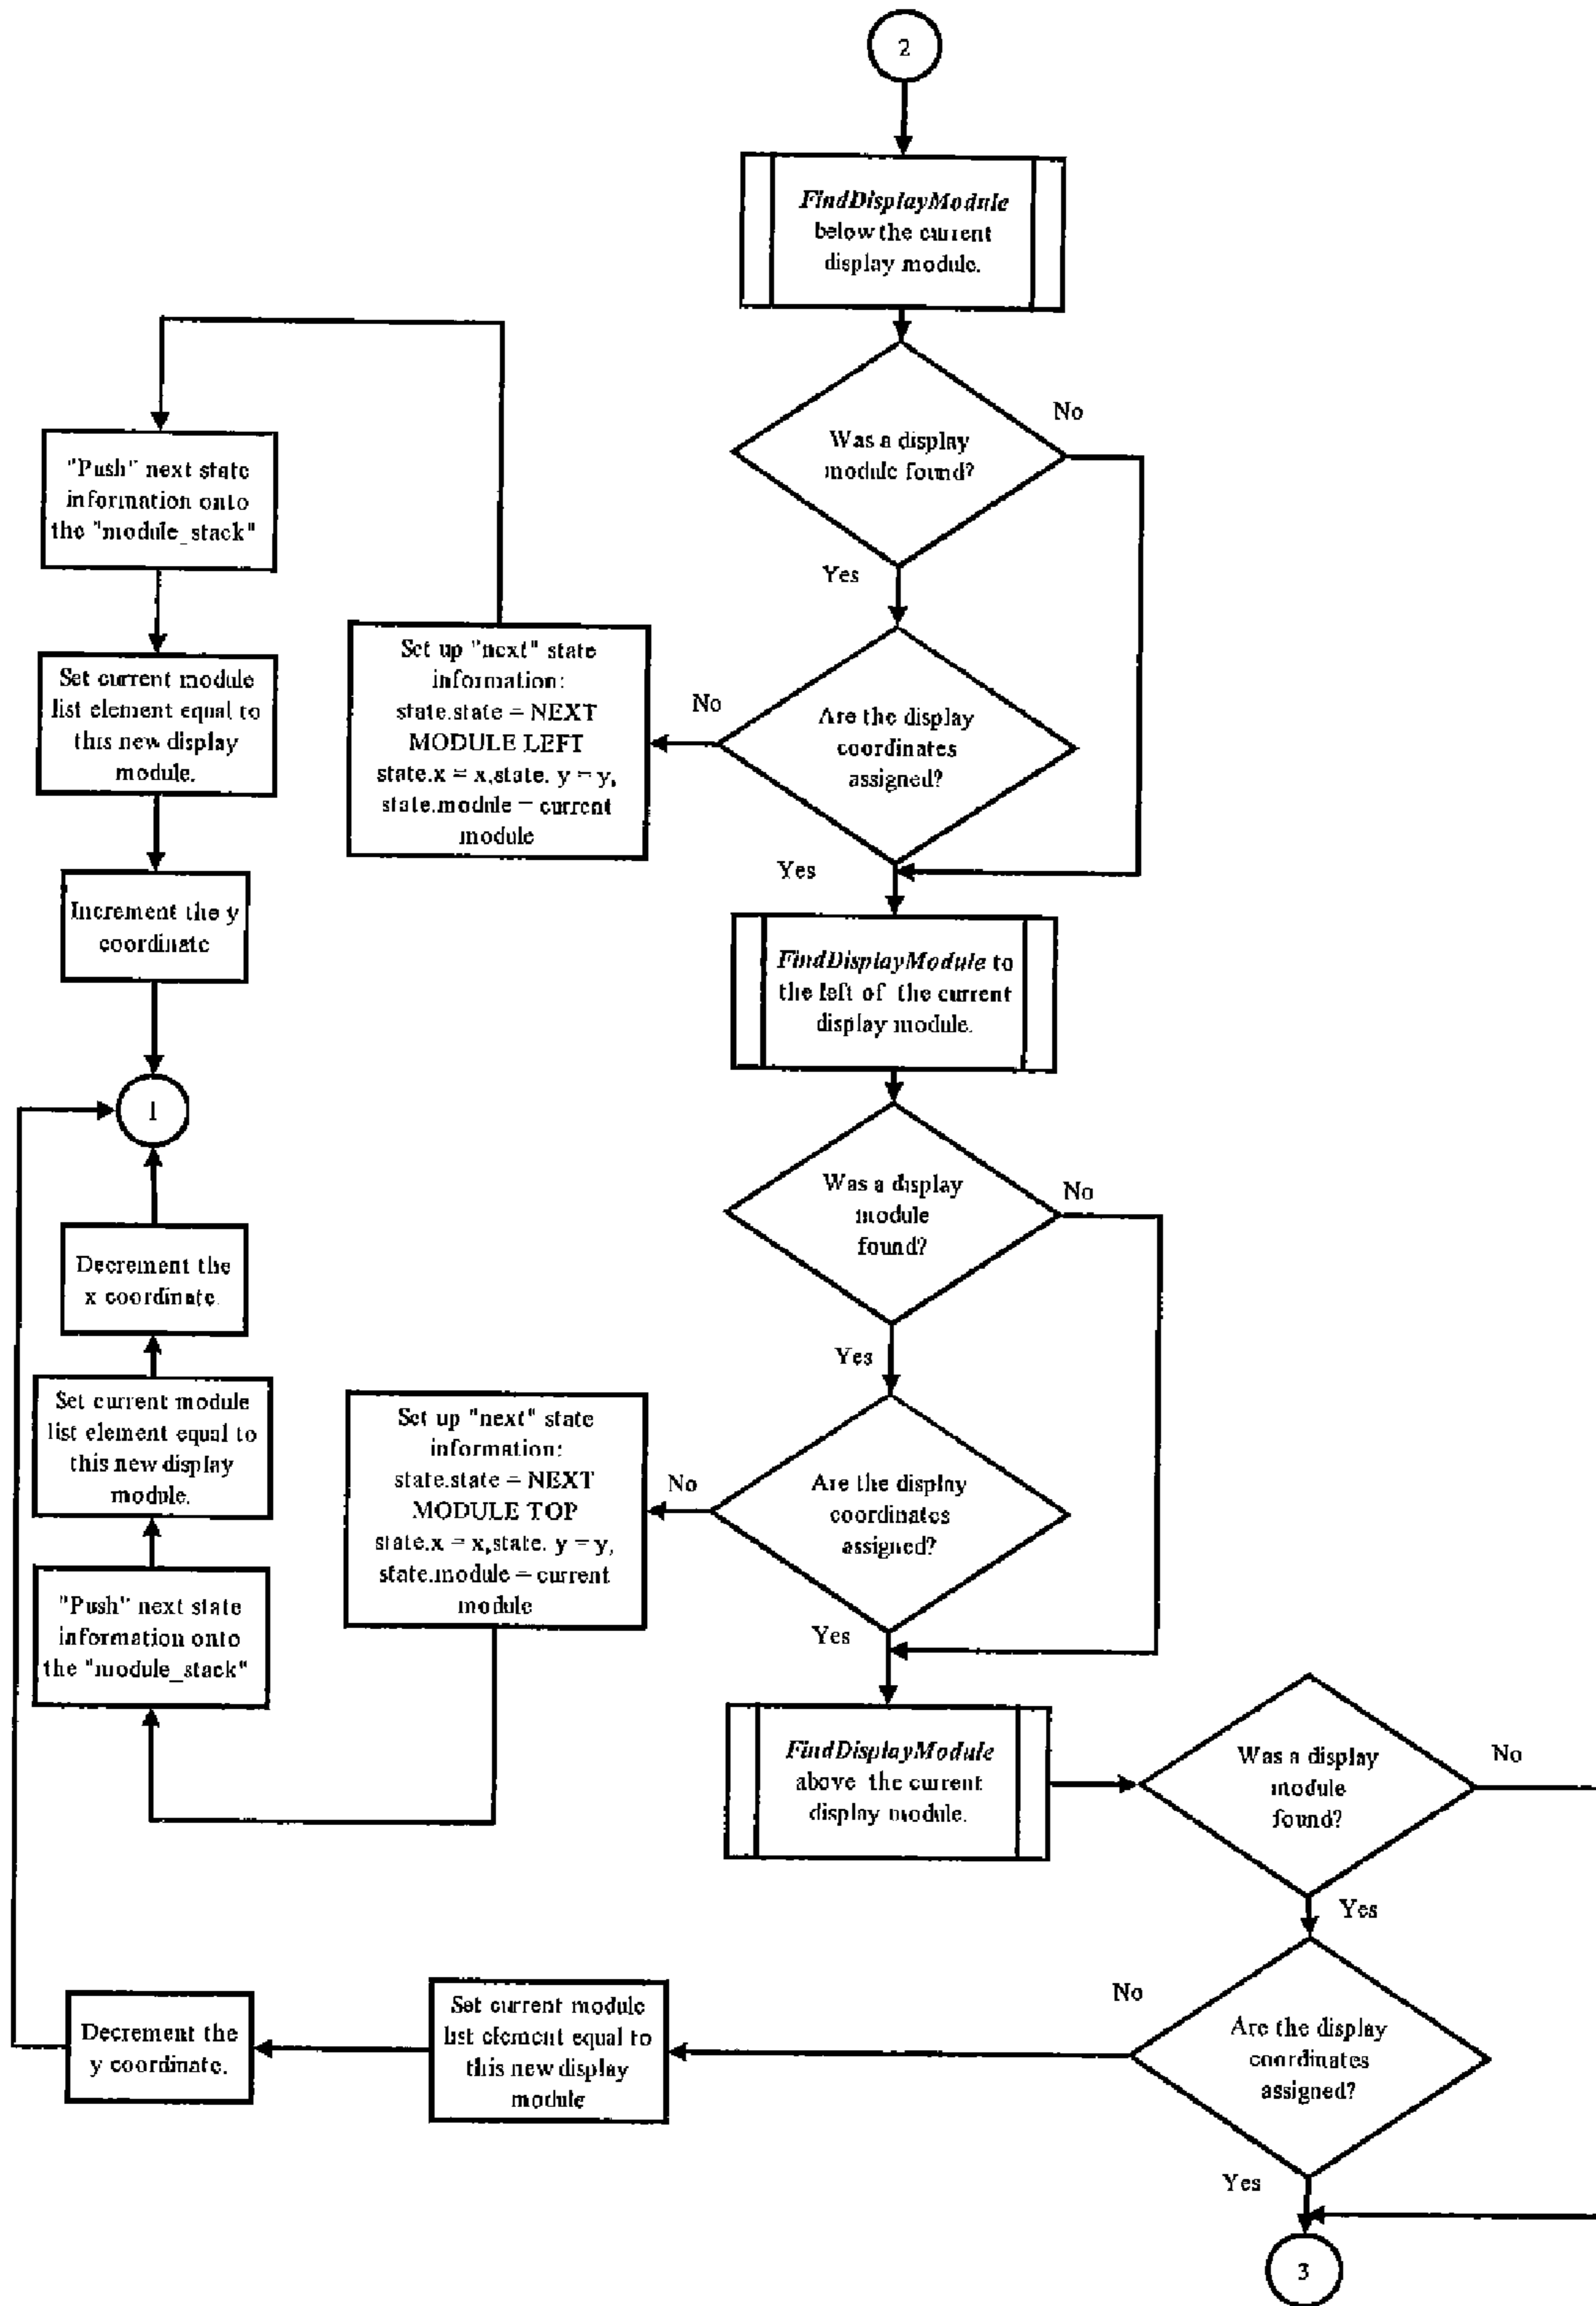 2
FindDisplayModule
below the current
display module.
Was a display
module found?
No
Yes
Are the display
coordinates
assigned?
No
Yes
Set up "next" state
information:
state.state = NEXT
MODULE LEFT
state.x = x,state. y = y,
state.module = current
module
"Push" next state
information onto
the "module_stack"
Set current module
list element equal to
this new display
module.
Increment the y
coordinate
1
FindDisplayModule to
the left of the current
display module.
Was a display
module
found?
No
Yes
Are the display
coordinates
assigned?
No
Yes
Set up "next" state
information:
state.state = NEXT
MODULE TOP
state.x = x,state. y = y,
state.module = current
module
Decrement the
x coordinate.
Set current module
list element equal to
this new display
module.
"Push" next state
information onto
the "module_stack"
FindDisplayModule
above the current
display module.
Was a display
module
found?
No
Yes
Are the display
coordinates
assigned?
No
Yes
Set current module
list element equal to
this new display
module
Decrement the
y coordinate.
3